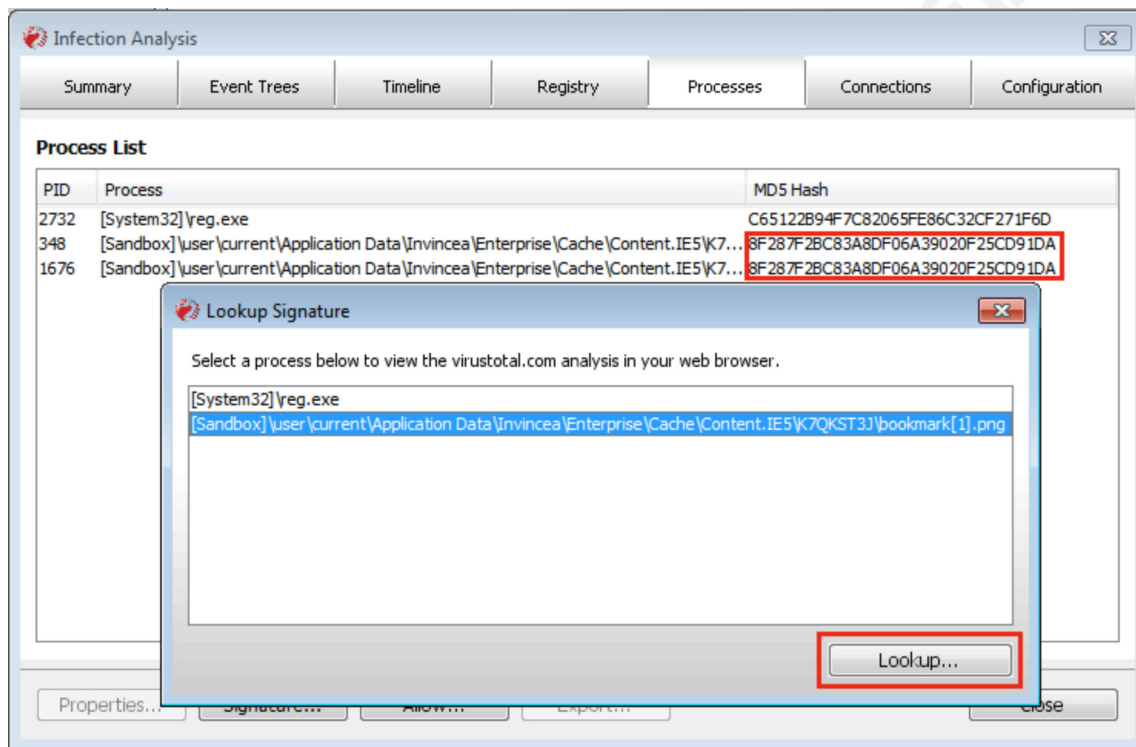 Infection Analysis
Summary Event Trees Timeline Registry Processes Connections Configuration
Process List
PID Process MD5 Hash
2732 [System32]\reg.exe C65122B94F7C82065FE86C32CF271F6D
348 [Sandbox]\user\current\Application Data\Invincea\Enterprise\Cache\Content.IE5\K7... 8F287F2BC83A8DF06A39020F25CD91DA
1676 [Sandbox]\user\current\Application Data\Invincea\Enterprise\Cache\Content.IE5\K7... 8F287F2BC83A8DF06A39020F25CD91DA
Lookup Signature
Select a process below to view the virustotal.com analysis in your web browser.
[System32]\reg.exe
[Sandbox]\user\current\Application Data\Invincea\Enterprise\Cache\Content.IE5\K7QKST3J\bookmark[1].png
Lookup...
Properties... Signature... Allow... Export... Close